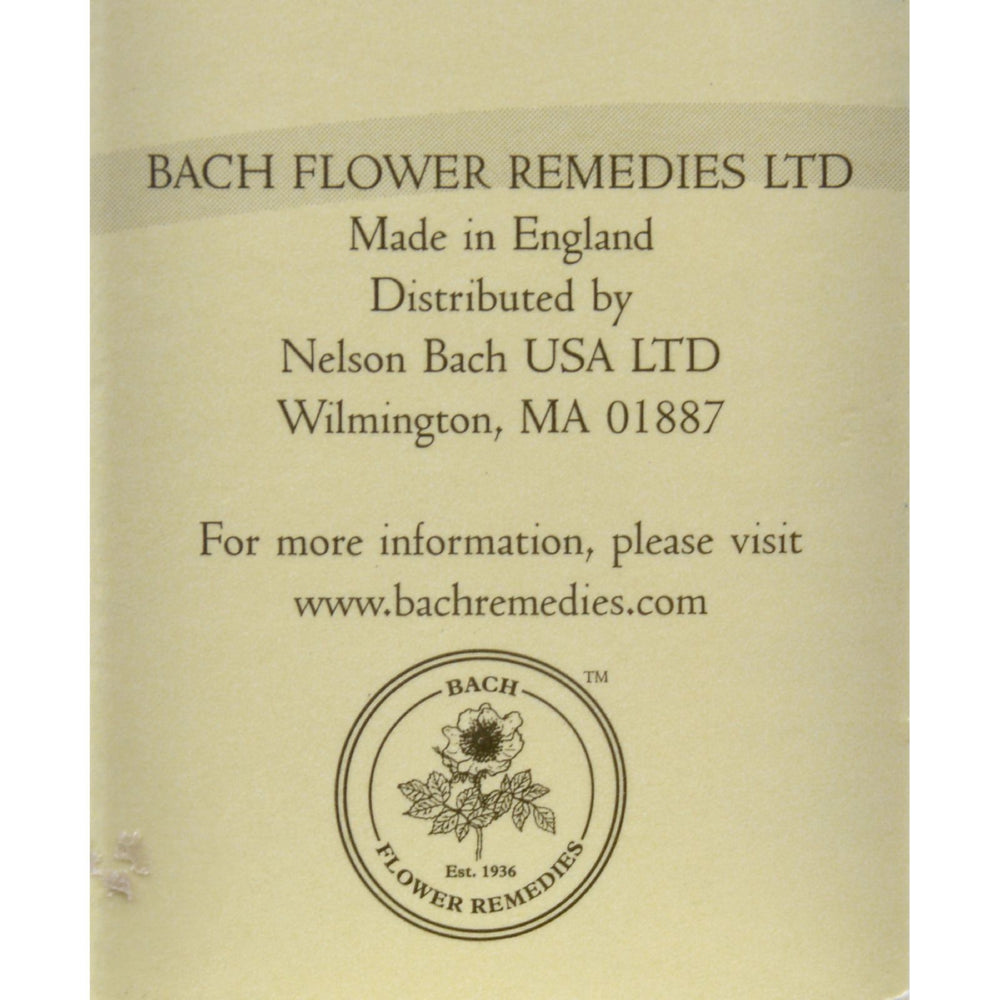 BACH FLOWER REMEDIES LTD
Made in England
Distributed by
Nelson Bach USA LTD
Wilmington, MA 01887
For more information, please visit
www.bachremedies.com
TM
BACH
Est. 1936
FLOWER REMEDIES